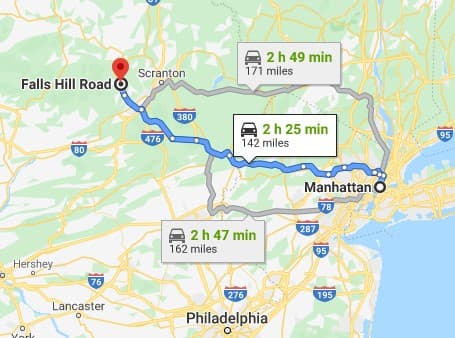 2 h 49 min
171 miles
Scranton
Falls Hill Road
380
2 h 25 min
142 miles
476
80
Manhattan
78
2 h 47 min
162 miles
287
95
Hershey
76
276
195
Lancaster
Philadelphia
York